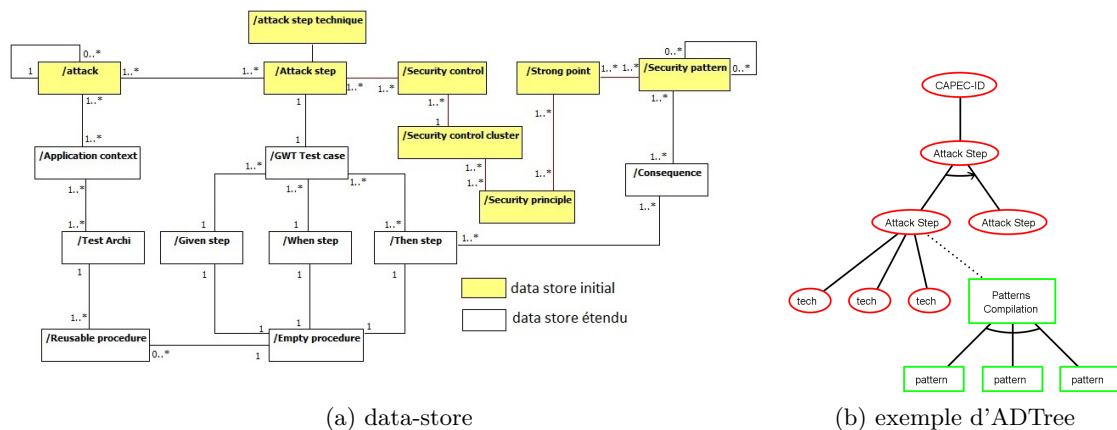 /attack step technique
0..*
1
/attack
1..*
1..*
/Attack step
1..*
1..*
/Security control
/Strong point
1..*
1..*
/Security pattern
0..*
0..*
1..*
1
1..*
1..*
1..*
1
/Security control cluster
1..*
1
1..*
/Application context
/GWT Test case
1..*
1..*
1..*
1..*
1..*
/Consequence
1..*
1..*
1..*
/Security principle
1..*
1..*
1
1
1..*
/Test Archi
/Given step
/When step
/Then step
1..*
1
1
1
1
data store initial
data store étendu
1..*
1
1
1
/Reusable procedure
0..*
1
/Empty procedure
(a) data-store
CAPEC-ID
Attack Step
Attack Step
Attack Step
tech
tech
tech
Patterns
Compilation
pattern
pattern
pattern
(b) exemple d'ADTree